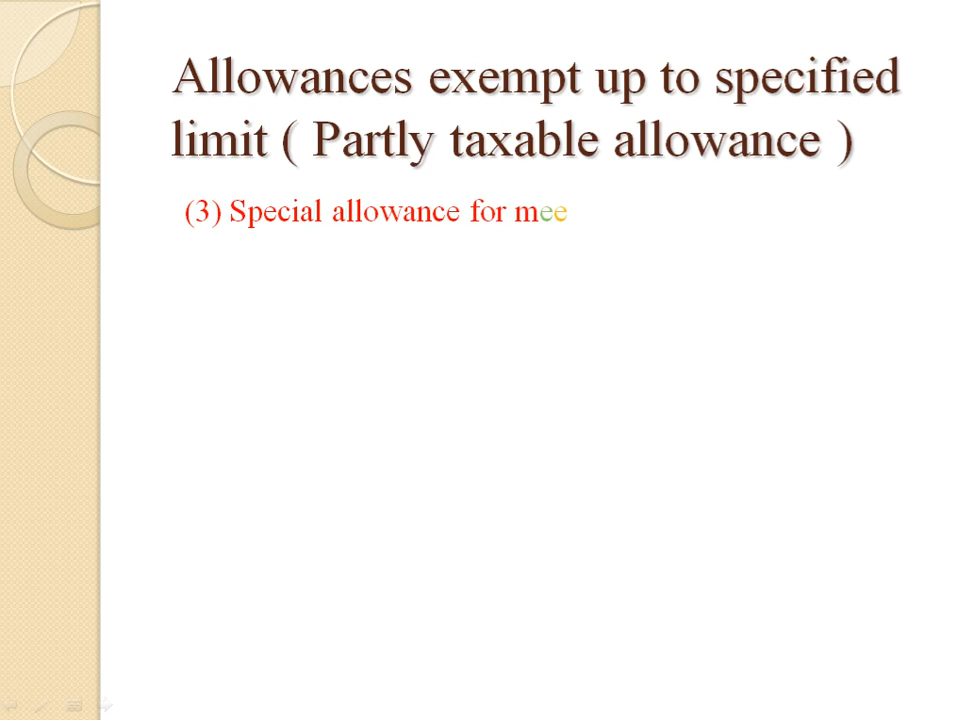 Allowances exempt up to specified
limit ( Partly taxable allowance )
(3) Special allowance for mee